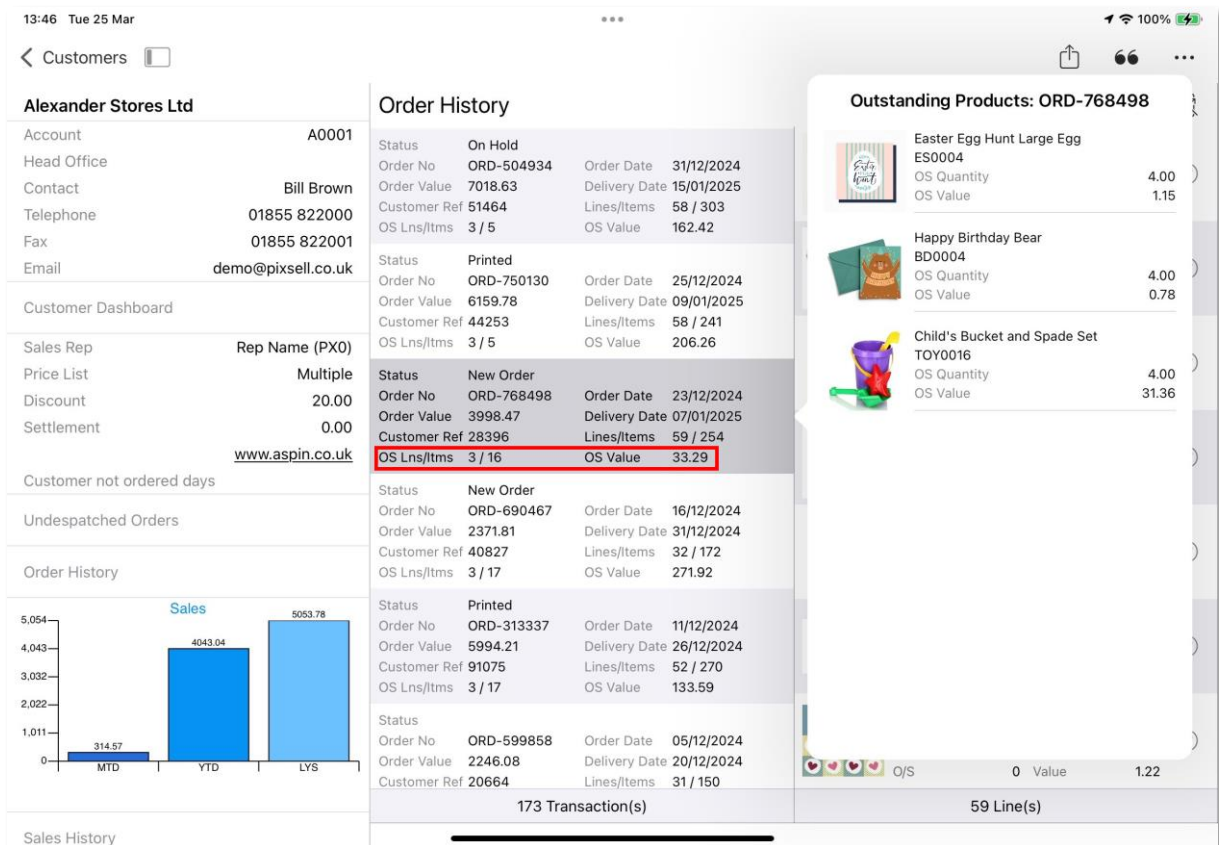 13:46 Tue 25 Mar
100%
Customers
Alexander Stores Ltd
Account A0001
Head Office
Contact Bill Brown
Telephone 01855 822000
Fax 01855 822001
Email demo@pixsell.co.uk
Customer Dashboard
Sales Rep Rep Name (PX0)
Price List Multiple
Discount 20.00
Settlement 0.00
www.aspin.co.uk
Customer not ordered days
Undespatched Orders
Order History
Sales
5,054
4,043
3,032
2,022
1,011
0
314.57
4043.04
5053.78
MTD YTD LYS
Sales History
Order History
Status On Hold
Order No ORD-504934 Order Date 31/12/2024
Order Value 7018.63 Delivery Date 15/01/2025
Customer Ref 51464 Lines/Items 58 / 303
OS Lns/Itms 3 / 5 OS Value 162.42
Status Printed
Order No ORD-750130 Order Date 25/12/2024
Order Value 6159.78 Delivery Date 09/01/2025
Customer Ref 44253 Lines/Items 58 / 241
OS Lns/Itms 3 / 5 OS Value 206.26
Status New Order
Order No ORD-768498 Order Date 23/12/2024
Order Value 3998.47 Delivery Date 07/01/2025
Customer Ref 28396 Lines/Items 59 / 254
OS Lns/Itms 3 / 16 OS Value 33.29
Status New Order
Order No ORD-690467 Order Date 16/12/2024
Order Value 2371.81 Delivery Date 31/12/2024
Customer Ref 40827 Lines/Items 32 / 172
OS Lns/Itms 3 / 17 OS Value 271.92
Status Printed
Order No ORD-313337 Order Date 11/12/2024
Order Value 5994.21 Delivery Date 26/12/2024
Customer Ref 91075 Lines/Items 52 / 270
OS Lns/Itms 3 / 17 OS Value 133.59
Status
Order No ORD-599858 Order Date 05/12/2024
Order Value 2246.08 Delivery Date 20/12/2024
Customer Ref 20664 Lines/Items 31 / 150
173 Transaction(s)
Outstanding Products: ORD-768498
Easter Egg Hunt Large Egg
ES0004
OS Quantity 4.00
OS Value 1.15
Easter
hunt
Happy Birthday Bear
BD0004
OS Quantity 4.00
OS Value 0.78
Child's Bucket and Spade Set
TOY0016
OS Quantity 4.00
OS Value 31.36
O/S 0 Value 1.22
59 Line(s)